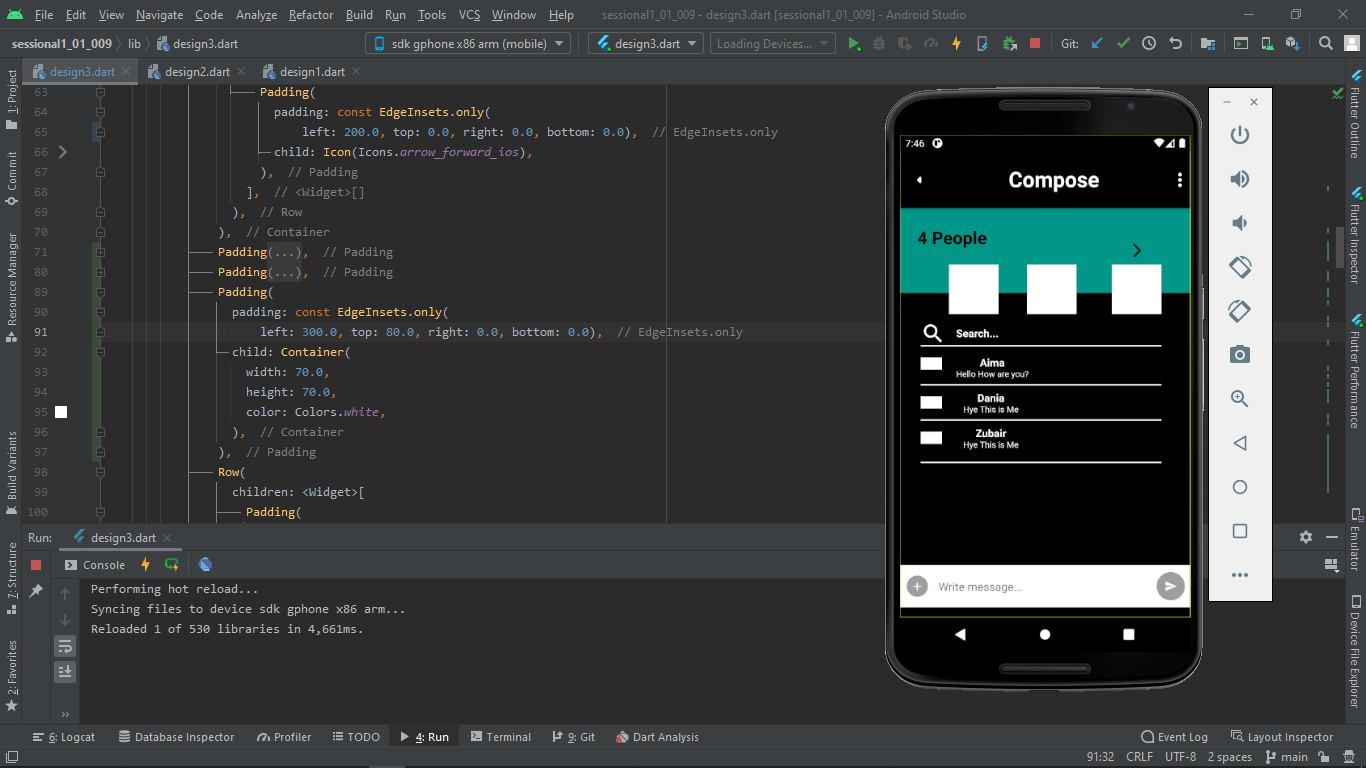 File Edit View Navigate Code Analyze Refactor Build Run Tools VCS Window Help sessional1_01_009 - design3.dart [sessional1_01_009] - Android Studio
sessional1_01_009 lib design3.dart sdk gphone x86 arm (mobile) design3.dart Loading Devices... Git:
design3.dart design2.dart design1.dart
63 Padding(
64 padding: const EdgeInsets.only(
65 left: 200.0, top: 0.0, right: 0.0, bottom: 0.0), // EdgeInsets.only
66 child: Icon(Icons.arrow_forward_ios),
67 ), // Padding
68 ], // <Widget>[]
69 ), // Row
70 ), // Container
71 Padding(...), // Padding
80 Padding(...), // Padding
89 Padding(
90 padding: const EdgeInsets.only(
91 left: 300.0, top: 80.0, right: 0.0, bottom: 0.0), // EdgeInsets.only
92 child: Container(
93 width: 70.0,
94 height: 70.0,
95 color: Colors.white,
96 ), // Container
97 ), // Padding
98 Row(
99 children: <Widget>[
100 Padding(
1: Project
Commit
Resource Manager
Build Variants
7: Structure
2: Favorites
7:46
Compose
4 People
Search...
Aima
Hello How are you?
Dania
Hye This is Me
Zubair
Hye This is Me
Write message...
Flutter Outline
Flutter Inspector
Flutter Performance
Emulator
Device File Explorer
Run: design3.dart
Console
Performing hot reload...
Syncing files to device sdk gphone x86 arm...
Reloaded 1 of 530 libraries in 4,661ms.
6: Logcat Database Inspector Profiler TODO 4: Run Terminal 9: Git Dart Analysis Event Log Layout Inspector
91:32 CRLF UTF-8 2 spaces main